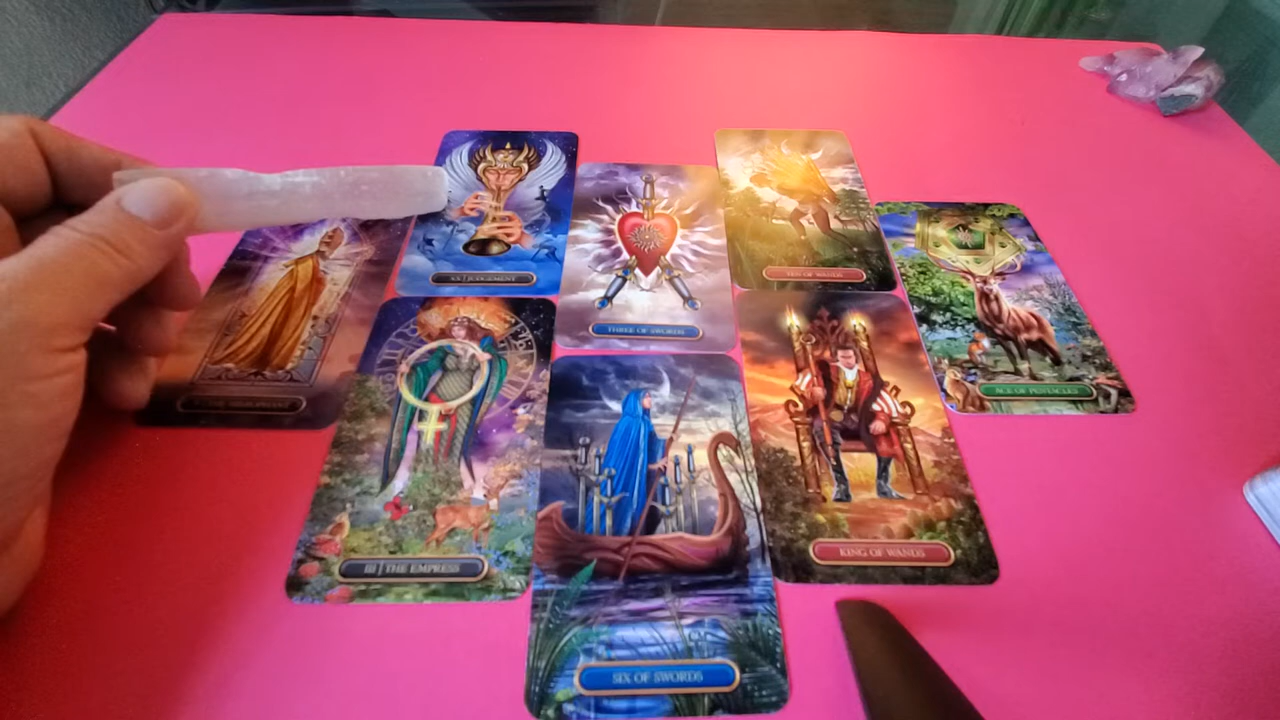 XX | JUDGEMENT
TEN OF WANDS
THREE OF SWORDS
ACE OF PENTACLES
III | THE EMPRESS
KING OF WANDS
SIX OF SWORDS